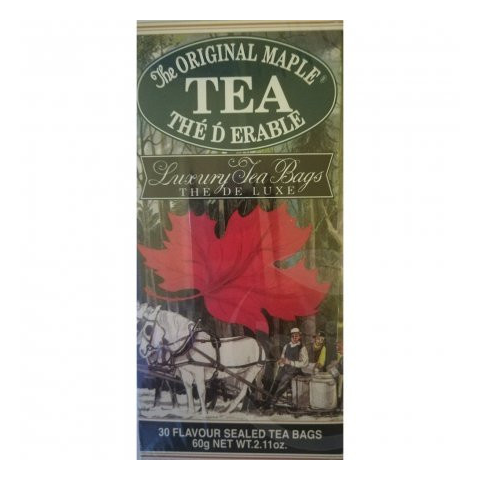 The ORIGINAL MAPLE®
TEA
THÉ D́ ERABLE
Luxury Tea Bags
THE DE LUXE
30 FLAVOUR SEALED TEA BAGS
60g NET WT.2.11oz.